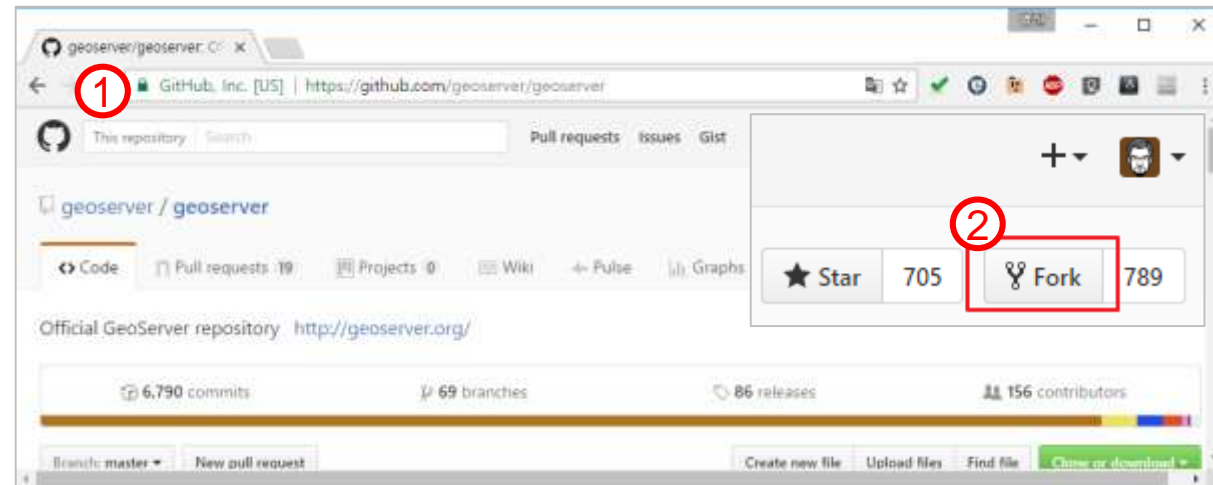 geoserver/geoserver:
GitHub, Inc. [US] | https://github.com/geoserver/geoserver
1
This repository Search Pull requests Issues Gist
geoserver / geoserver
2
Code Pull requests 19 Projects 0 Wiki Pulse Graphs
Star 705 Fork 789
Official GeoServer repository http://geoserver.org/
6,790 commits 69 branches 86 releases 156 contributors
Branch: master New pull request Create new file Upload files Find file Clone or download